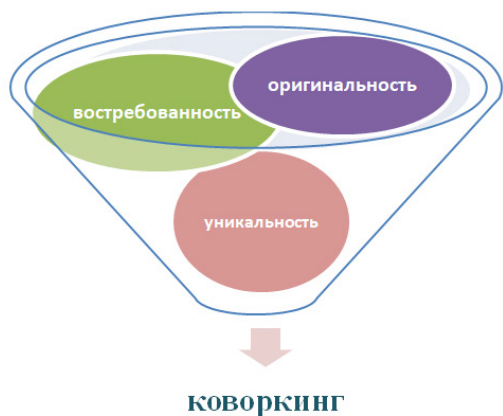 оригинальность
востребованность
уникальность
коворкинг